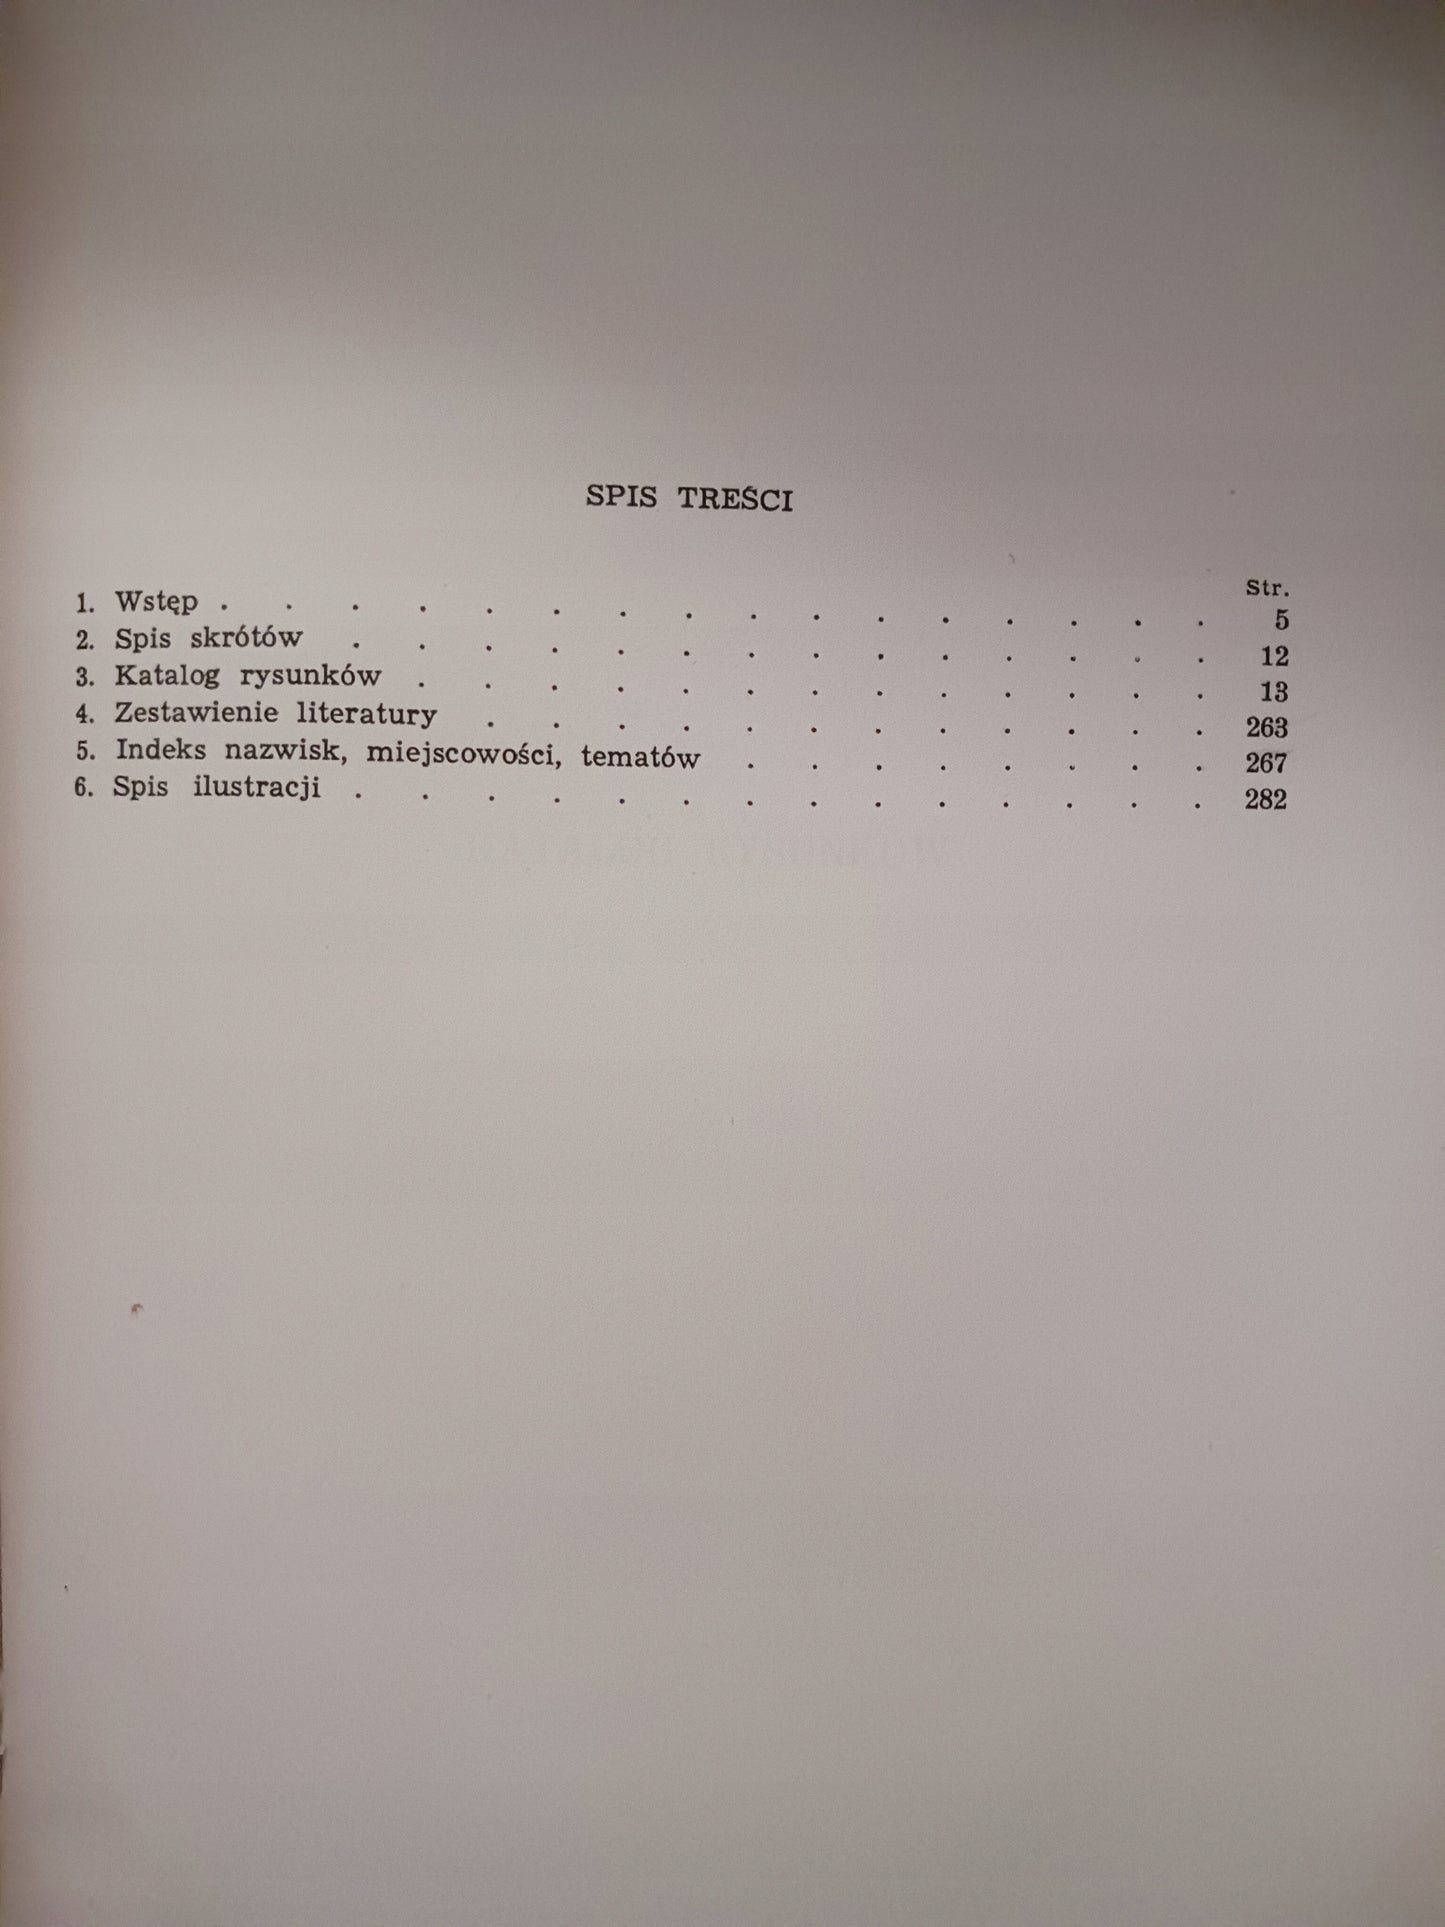 SPIS TREŚCI
Str.
1. Wstęp . . . . . . . . . . . . . . . . 5
2. Spis skrótów . . . . . . . . . . . . . . 12
3. Katalog rysunków . . . . . . . . . . . . . 13
4. Zestawienie literatury . . . . . . . . . . . . 263
5. Indeks nazwisk, miejscowości, tematów . . . . . . . . 267
6. Spis ilustracji . . . . . . . . . . . . . . 282